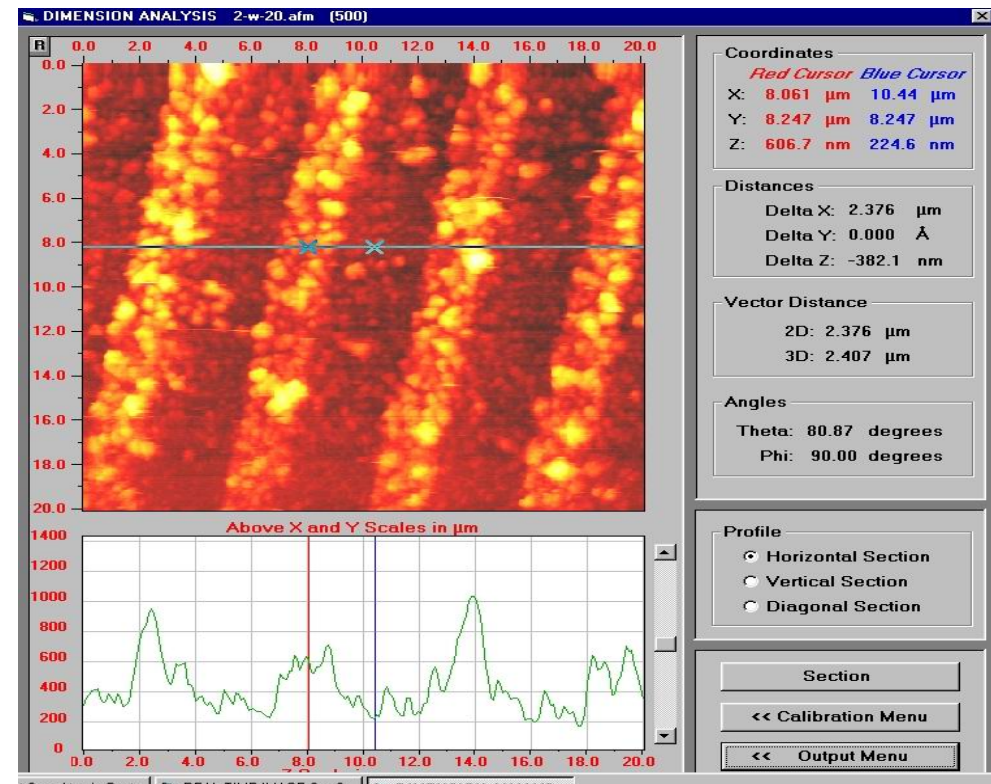 DIMENSION ANALYSIS 2-w-20.afm (500)
R 0.0 2.0 4.0 6.0 8.0 10.0 12.0 14.0 16.0 18.0 20.0
0.0
2.0
4.0
6.0
8.0
10.0
12.0
14.0
16.0
18.0
20.0
Above X and Y Scales in µm
1400
1200
1000
800
600
400
200
0
0.0 2.0 4.0 6.0 8.0 10.0 12.0 14.0 16.0 18.0 20.0
Coordinates
Red Cursor Blue Cursor
X: 8.061 µm 10.44 µm
Y: 8.247 µm 8.247 µm
Z: 606.7 nm 224.6 nm
Distances
Delta X: 2.376 µm
Delta Y: 0.000 Å
Delta Z: -382.1 nm
Vector Distance
2D: 2.376 µm
3D: 2.407 µm
Angles
Theta: 80.87 degrees
Phi: 90.00 degrees
Profile
Horizontal Section
Vertical Section
Diagonal Section
Section
<< Calibration Menu
<< Output Menu